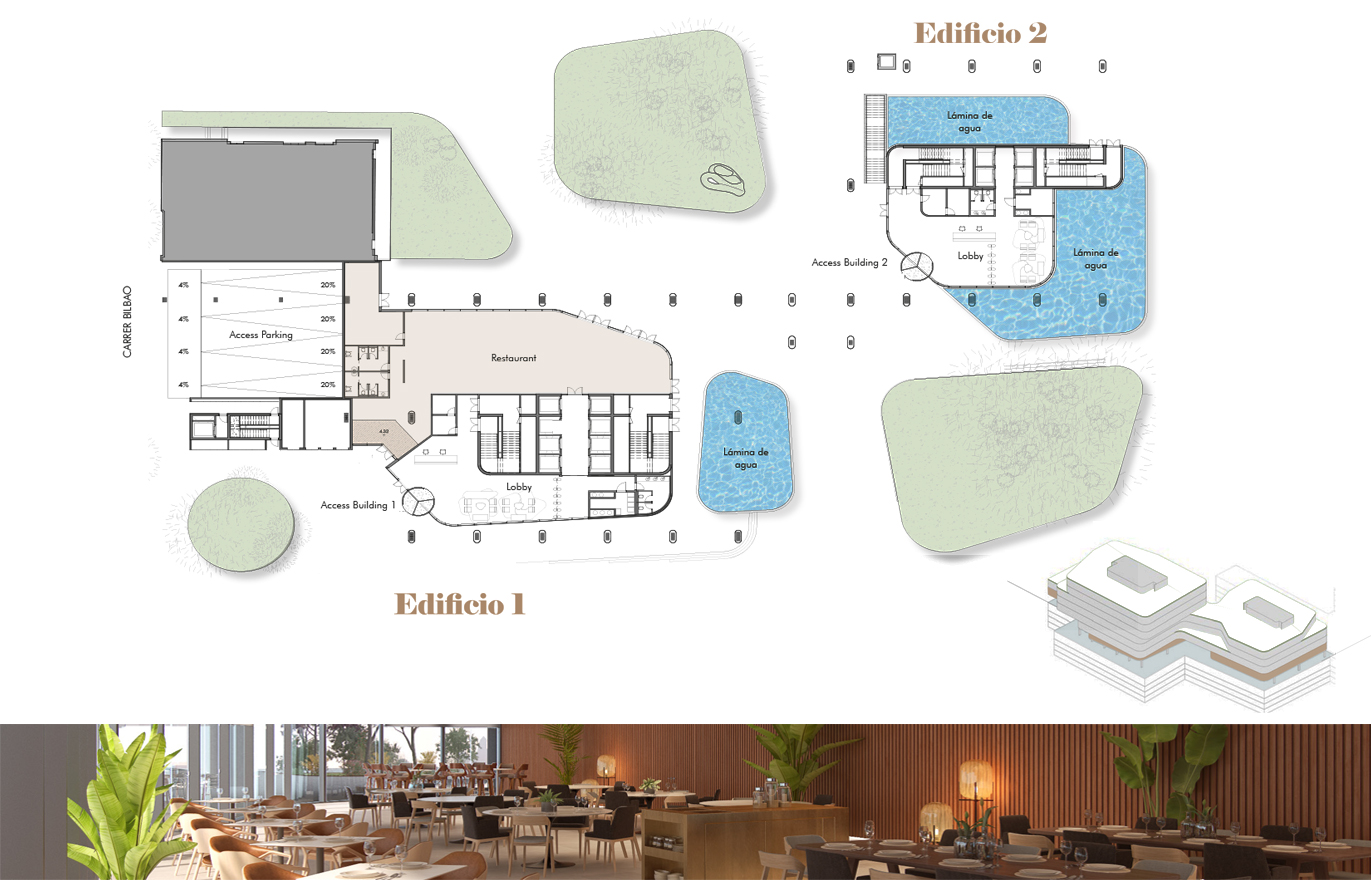 Edificio 2
Lámina de
agua
Access Building 2
Lobby
Lámina de
agua
CARRER BILBAO
4%
20%
4%
20%
Access Parking
4%
20%
4%
20%
Restaurant
4.30
Lámina de
agua
Lobby
Access Building 1
Edificio 1